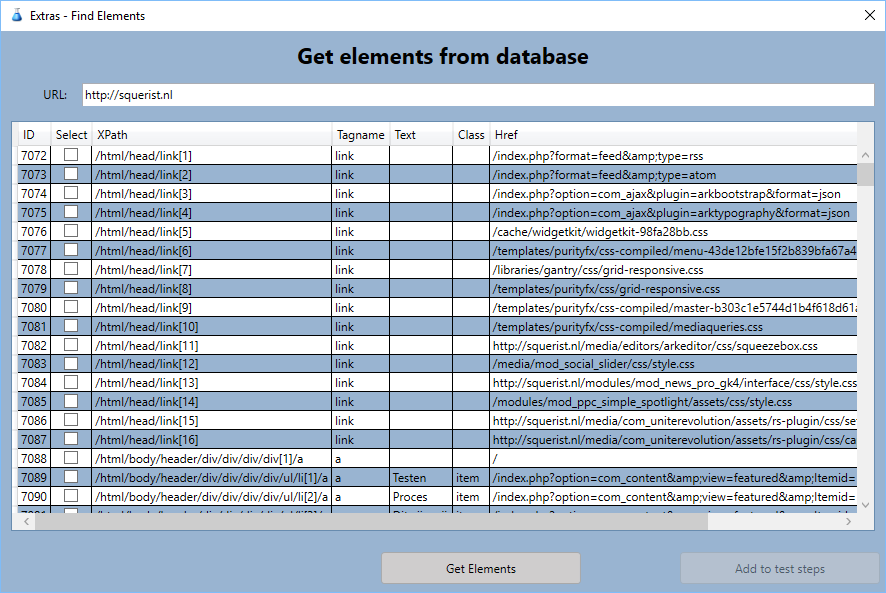 Extras - Find Elements
Get elements from database
URL: http://squerist.nl
ID Select XPath Tagname Text Class Href
7072 /html/head/link[1] link /index.php?format=feed&amp;type=rss
7073 /html/head/link[2] link /index.php?format=feed&amp;type=atom
7074 /html/head/link[3] link /index.php?option=com_ajax&plugin=arkbootstrap&format=json
7075 /html/head/link[4] link /index.php?option=com_ajax&plugin=arktypography&format=json
7076 /html/head/link[5] link /cache/widgetkit/widgetkit-98fa28bb.css
7077 /html/head/link[6] link /templates/purityfx/css-compiled/menu-43de12bfe15f2b839bfa67a4
7078 /html/head/link[7] link /libraries/gantry/css/grid-responsive.css
7079 /html/head/link[8] link /templates/purityfx/css/grid-responsive.css
7080 /html/head/link[9] link /templates/purityfx/css-compiled/master-b303c1e5744d1b4f618d61a
7081 /html/head/link[10] link /templates/purityfx/css-compiled/mediaqueries.css
7082 /html/head/link[11] link http://squerist.nl/media/editors/arkeditor/css/squeezebox.css
7083 /html/head/link[12] link /media/mod_social_slider/css/style.css
7084 /html/head/link[13] link http://squerist.nl/modules/mod_news_pro_gk4/interface/css/style.css
7085 /html/head/link[14] link /modules/mod_ppc_simple_spotlight/assets/css/style.css
7086 /html/head/link[15] link http://squerist.nl/media/com_uniterevolution/assets/rs-plugin/css/se
7087 /html/head/link[16] link http://squerist.nl/media/com_uniterevolution/assets/rs-plugin/css/ca
7088 /html/body/header/div/div/div/div[1]/a a /
7089 /html/body/header/div/div/div/div/ul/li[1]/a a Testen item /index.php?option=com_content&amp;view=featured&amp;Itemid=
7090 /html/body/header/div/div/div/div/ul/li[2]/a a Proces item /index.php?option=com_content&amp;view=featured&amp;Itemid=
Get Elements Add to test steps